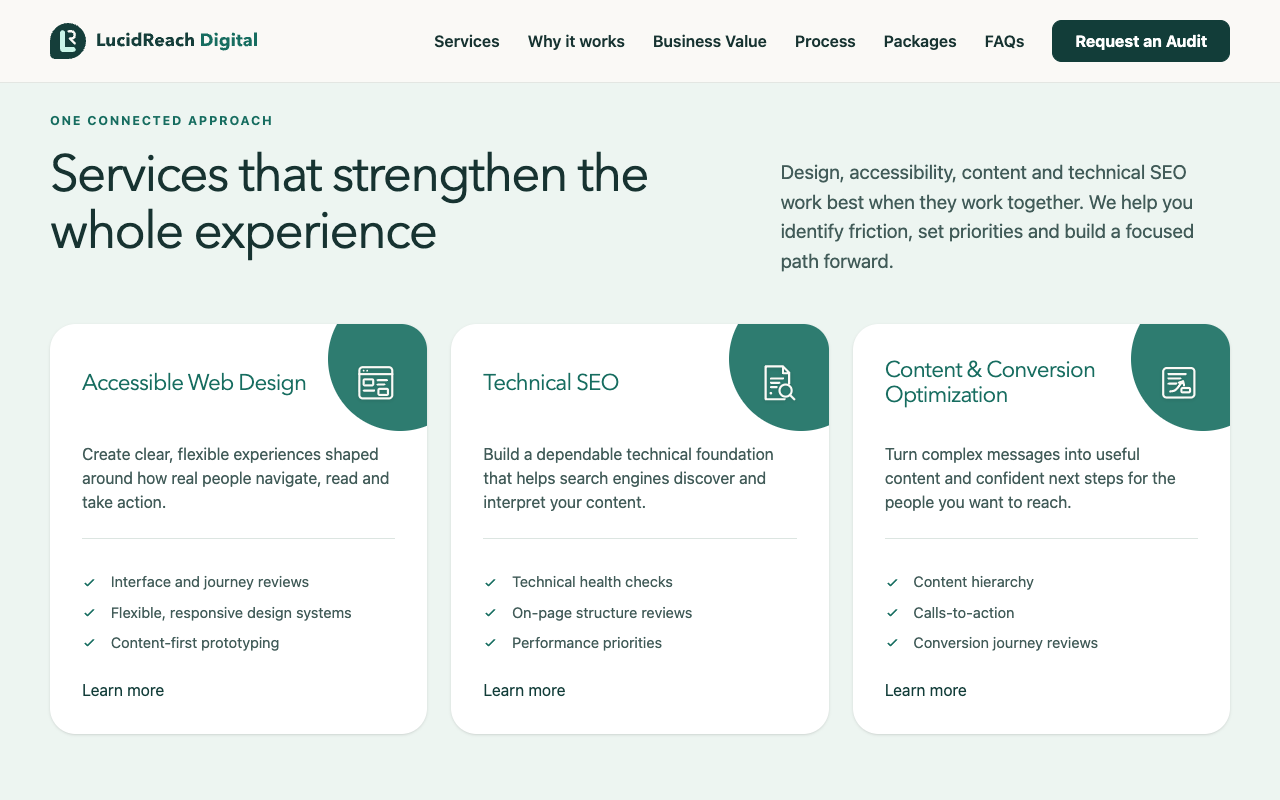 LucidReach Digital
Services
Why it works
Business Value
Process
Packages
FAQs
Request an Audit
ONE CONNECTED APPROACH
Services that strengthen the
whole experience
Design, accessibility, content and technical SEO
work best when they work together. We help you
identify friction, set priorities and build a focused
path forward.
Accessible Web Design
Create clear, flexible experiences shaped
around how real people navigate, read and
take action.
Interface and journey reviews
Flexible, responsive design systems
Content-first prototyping
Learn more
Technical SEO
Build a dependable technical foundation
that helps search engines discover and
interpret your content.
Technical health checks
On-page structure reviews
Performance priorities
Learn more
Content & Conversion
Optimization
Turn complex messages into useful
content and confident next steps for the
people you want to reach.
Content hierarchy
Calls-to-action
Conversion journey reviews
Learn more